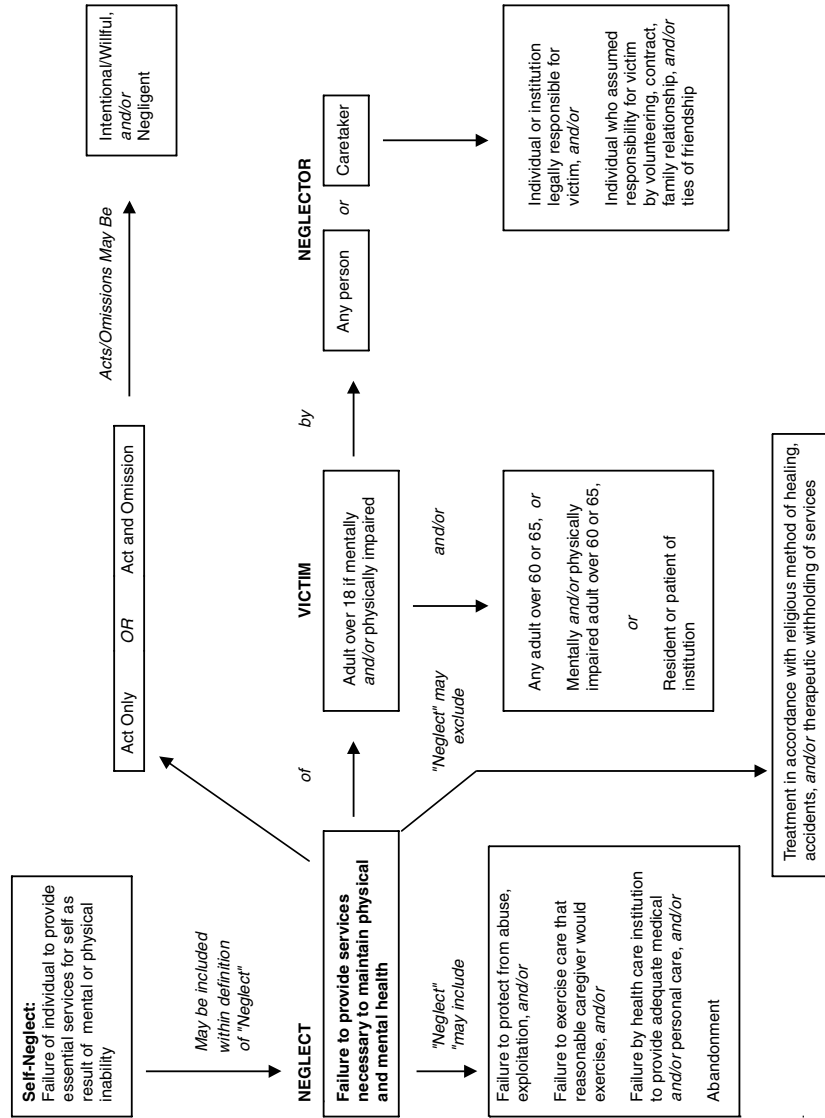 Self-Neglect:
Failure of individual to provide
essential services for self as
result of mental or physical
inability
May be included
within definition
of "Neglect"
Act Only OR Act and Omission
Acts/Omissions May Be
Intentional/Willful,
and/or
Negligent
NEGLECT
Failure to provide services
necessary to maintain physical
and mental health
of
VICTIM
Adult over 18 if mentally
and/or physically impaired
by
NEGLECTOR
Any person
or
Caretaker
"Neglect"
"may include
Failure to protect from abuse,
exploitation, and/or
Failure to exercise care that
reasonable caregiver would
exercise, and/or
Failure by health care institution
to provide adequate medical
and/or personal care, and/or
Abandonment
"Neglect" may
exclude
and/or
Any adult over 60 or 65, or
Mentally and/or physically
impaired adult over 60 or 65,
or
Resident or patient of
institution
Individual or institution
legally responsible for
victim, and/or
Individual who assumed
responsibility for victim
by volunteering, contract,
family relationship, and/or
ties of friendship
Treatment in accordance with religious method of healing,
accidents, and/or therapeutic withholding of services